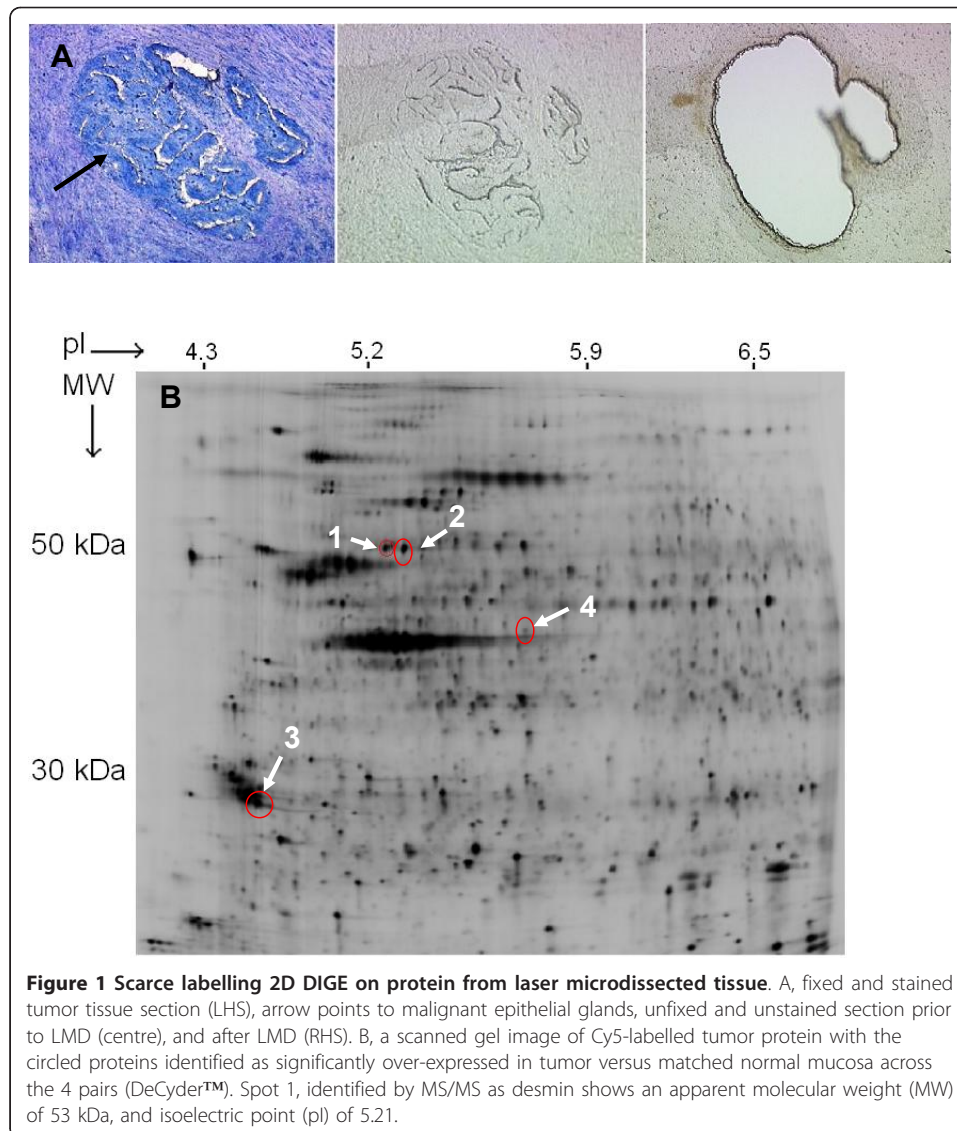 A
pI
4.3 5.2 5.9 6.5
MW
B
50 kDa
1 2
4
30 kDa
3
Figure 1 Scarce labelling 2D DIGE on protein from laser microdissected tissue. A, fixed and stained
tumor tissue section (LHS), arrow points to malignant epithelial glands, unfixed and unstained section prior
to LMD (centre), and after LMD (RHS). B, a scanned gel image of Cy5-labelled tumor protein with the
circled proteins identified as significantly over-expressed in tumor versus matched normal mucosa across
the 4 pairs (DeCyder™). Spot 1, identified by MS/MS as desmin shows an apparent molecular weight (MW)
of 53 kDa, and isoelectric point (pI) of 5.21.